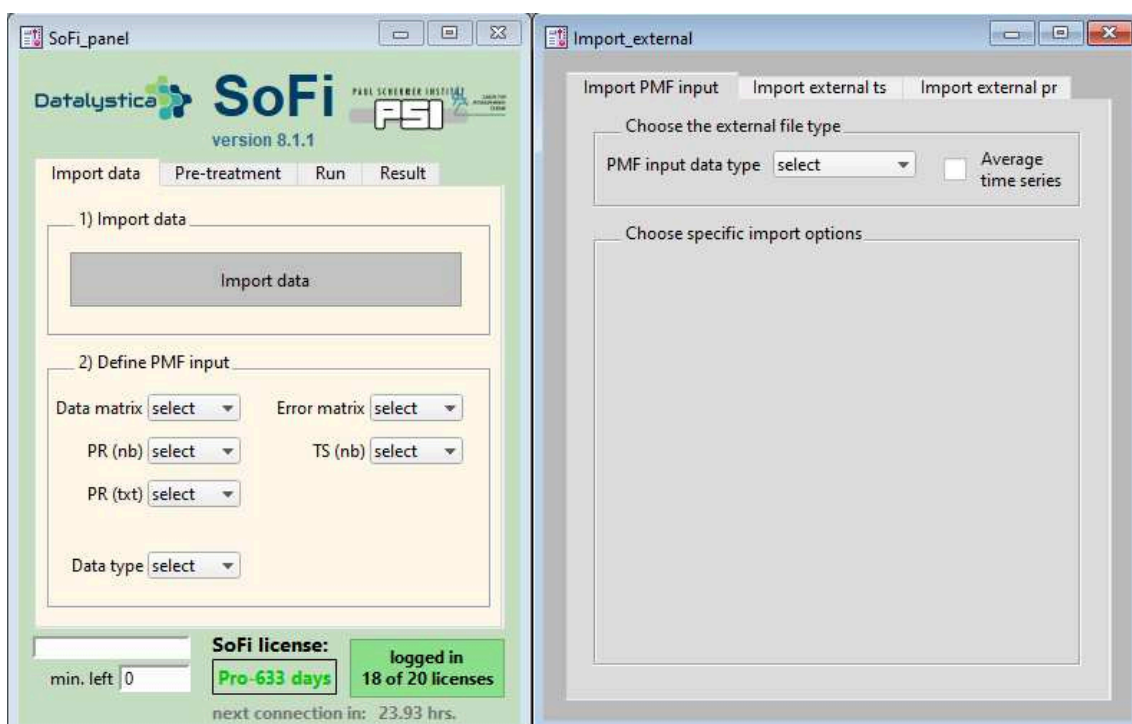 SoFi_panel
Datalystica
SoFi
PAUL SCHERRER INSTITUT
PSI
version 8.1.1
Import data Pre-treatment Run Result
1) Import data
Import data
2) Define PMF input
Data matrix select Error matrix select
PR (nb) select TS (nb) select
PR (txt) select
Data type select
min. left 0
SoFi license:
Pro-633 days
logged in
18 of 20 licenses
next connection in: 23.93 hrs.
Import_external
Import PMF input Import external ts Import external pr
Choose the external file type
PMF input data type select
Average
time series
Choose specific import options